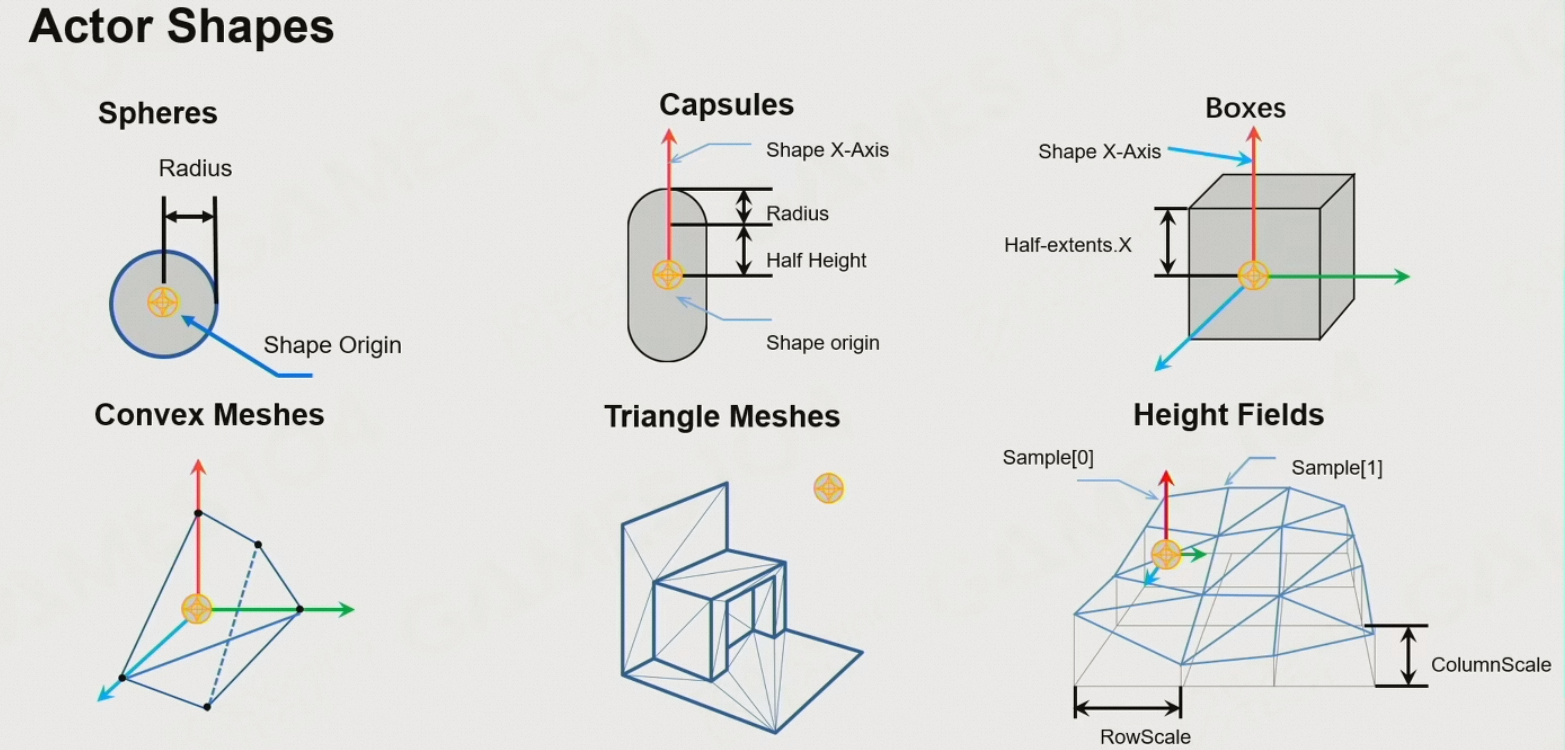 Actor Shapes
Spheres
Radius
Shape Origin
Capsules
Shape X-Axis
Radius
Half Height
Shape origin
Boxes
Shape X-Axis
Half-extents.X
Convex Meshes
Triangle Meshes
Height Fields
Sample[0]
Sample[1]
ColumnScale
RowScale